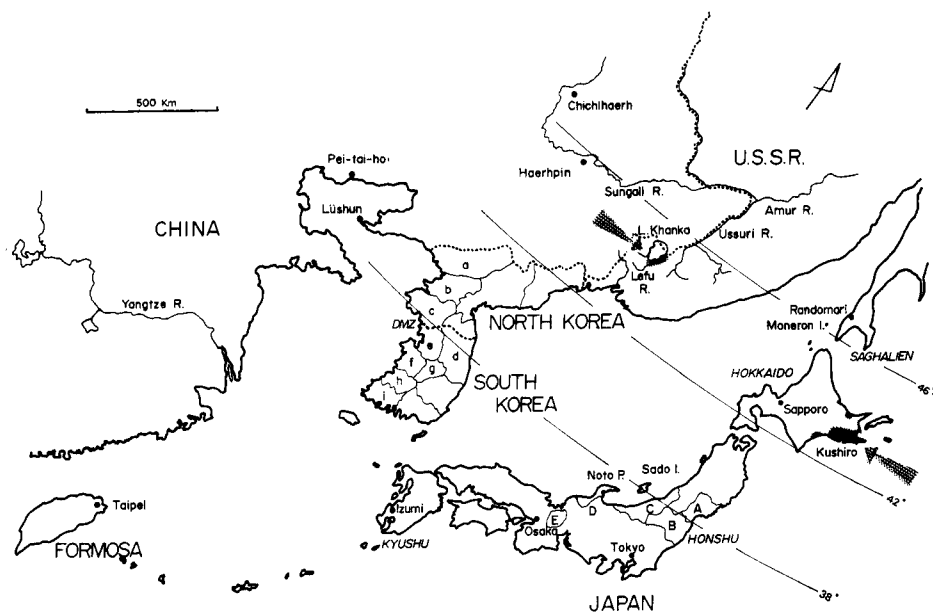 500 Km
Chichihaerh
U.S.S.R.
Pei-tai-ho
Haerhpin
Sungali R.
Amur R.
Lüshun
CHINA
L. Khanka
Ussuri R.
a
Lefu
R.
b
Yangtze R.
c
NORTH KOREA
Randomari
Moneron I.
DMZ
SAGHALIEN
e
d
f
g
HOKKAIDO
h
SOUTH
KOREA
i
46°
Sapporo
Kushiro
Noto P.
Sado I.
42°
Taipei
Izumi
D
C
A
E
B
Osaka
FORMOSA
KYUSHU
HONSHU
Tokyo
38°
JAPAN